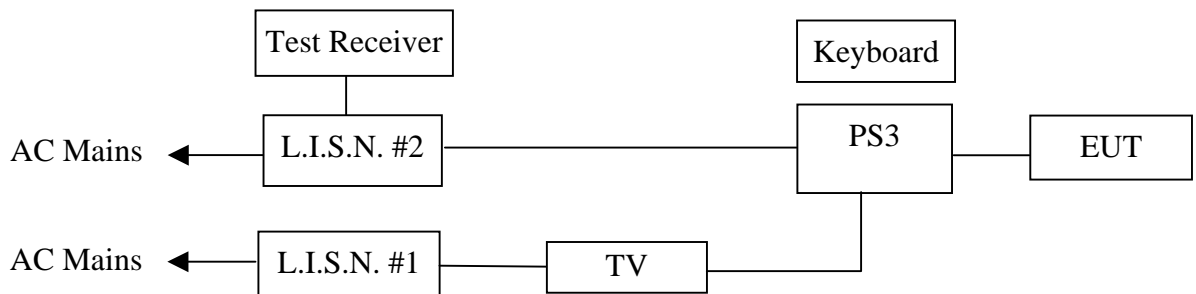 Test Receiver
Keyboard
AC Mains
L.I.S.N. #2
PS3
EUT
AC Mains
L.I.S.N. #1
TV